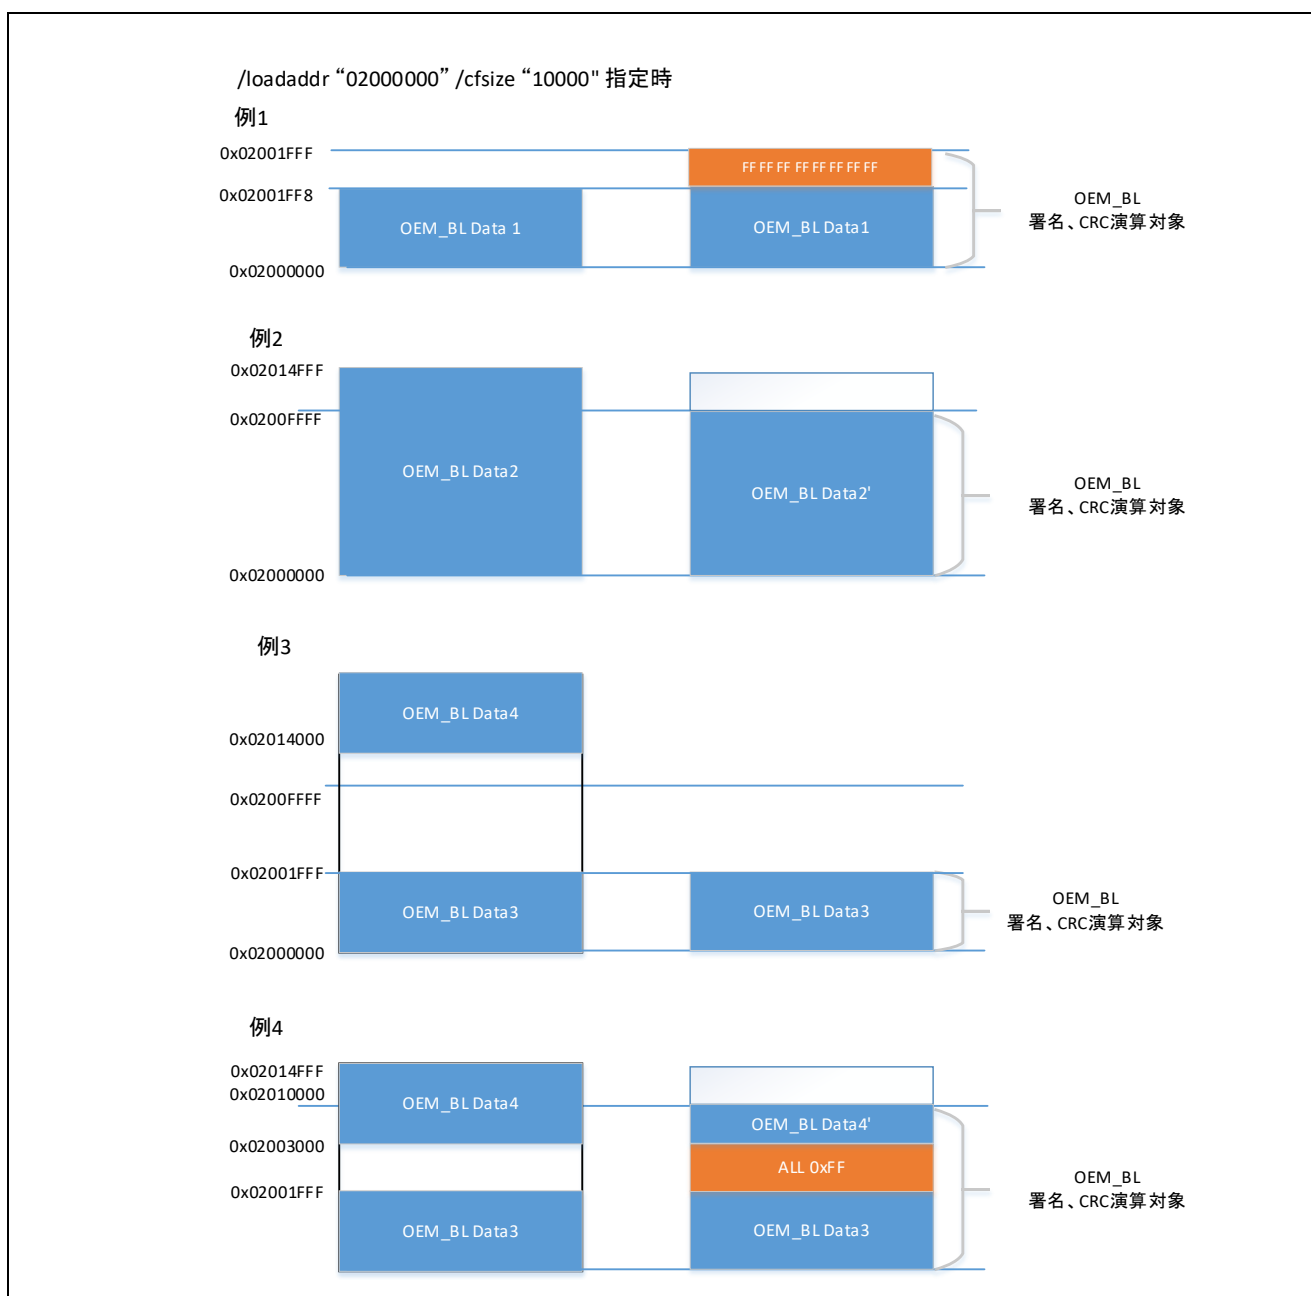 /loadaddr “02000000” /cfsize “10000" 指定時
例1
0x02001FFF
FF FF FF FF FF FF FF FF
0x02001FF8
OEM_BL Data 1
OEM_BL Data1
OEM_BL
署名、CRC演算対象
0x02000000
例2
0x02014FFF
0x0200FFFF
OEM_BL Data2
OEM_BL Data2'
OEM_BL
署名、CRC演算対象
0x02000000
例3
OEM_BL Data4
0x02014000
0x0200FFFF
0x02001FFF
OEM_BL Data3
OEM_BL Data3
OEM_BL
署名、CRC演算対象
0x02000000
例4
0x02014FFF
0x02010000
OEM_BL Data4
OEM_BL Data4'
0x02003000
ALL 0xFF
0x02001FFF
OEM_BL
署名、CRC演算対象
OEM_BL Data3
OEM_BL Data3